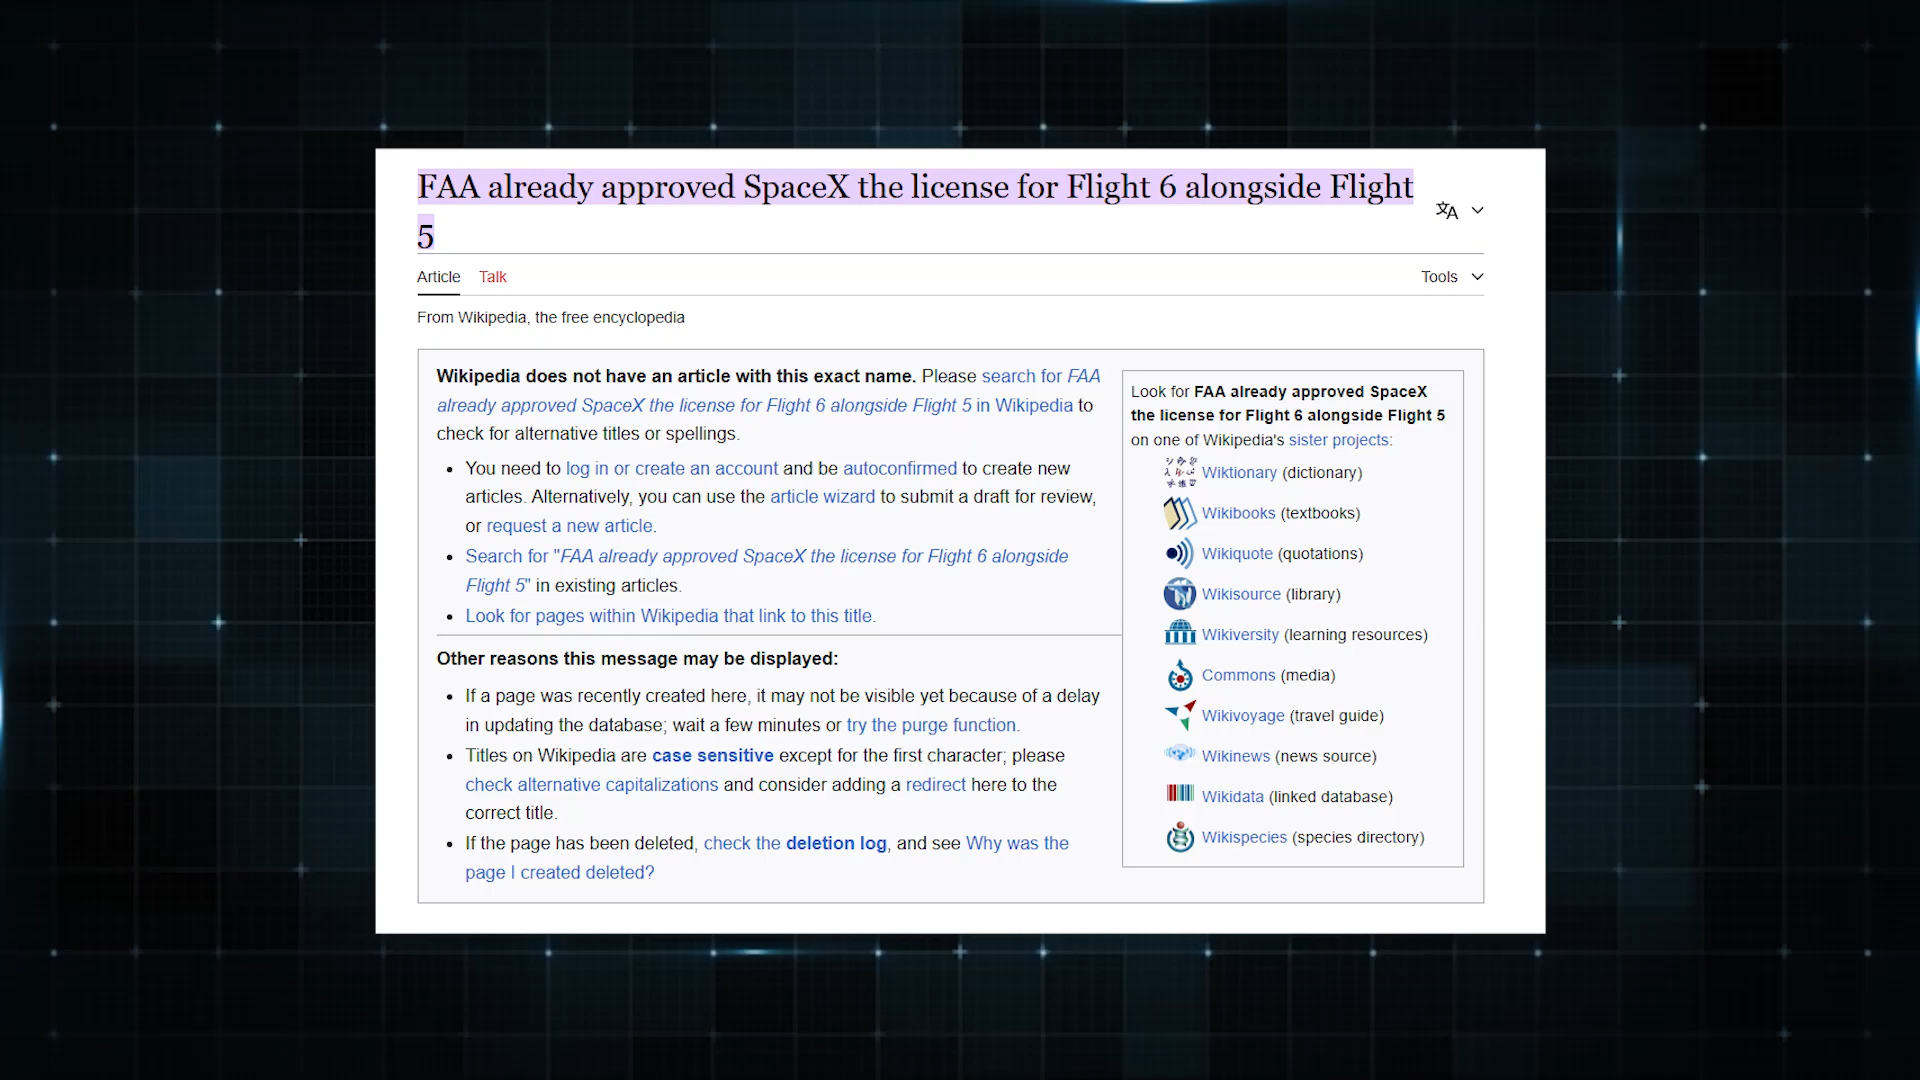 FAA already approved SpaceX the license for Flight 6 alongside Flight
5
Article Talk
Tools
From Wikipedia, the free encyclopedia
Wikipedia does not have an article with this exact name. Please search for FAA
already approved SpaceX the license for Flight 6 alongside Flight 5 in Wikipedia to
check for alternative titles or spellings.
You need to log in or create an account and be autoconfirmed to create new
articles. Alternatively, you can use the article wizard to submit a draft for review,
or request a new article.
Search for "FAA already approved SpaceX the license for Flight 6 alongside
Flight 5" in existing articles.
Look for pages within Wikipedia that link to this title.
Other reasons this message may be displayed:
If a page was recently created here, it may not be visible yet because of a delay
in updating the database; wait a few minutes or try the purge function.
Titles on Wikipedia are case sensitive except for the first character; please
check alternative capitalizations and consider adding a redirect here to the
correct title.
If the page has been deleted, check the deletion log, and see Why was the
page I created deleted?
Look for FAA already approved SpaceX
the license for Flight 6 alongside Flight 5
on one of Wikipedia's sister projects:
Wiktionary (dictionary)
Wikibooks (textbooks)
Wikiquote (quotations)
Wikisource (library)
Wikiversity (learning resources)
Commons (media)
Wikivoyage (travel guide)
Wikinews (news source)
Wikidata (linked database)
Wikispecies (species directory)